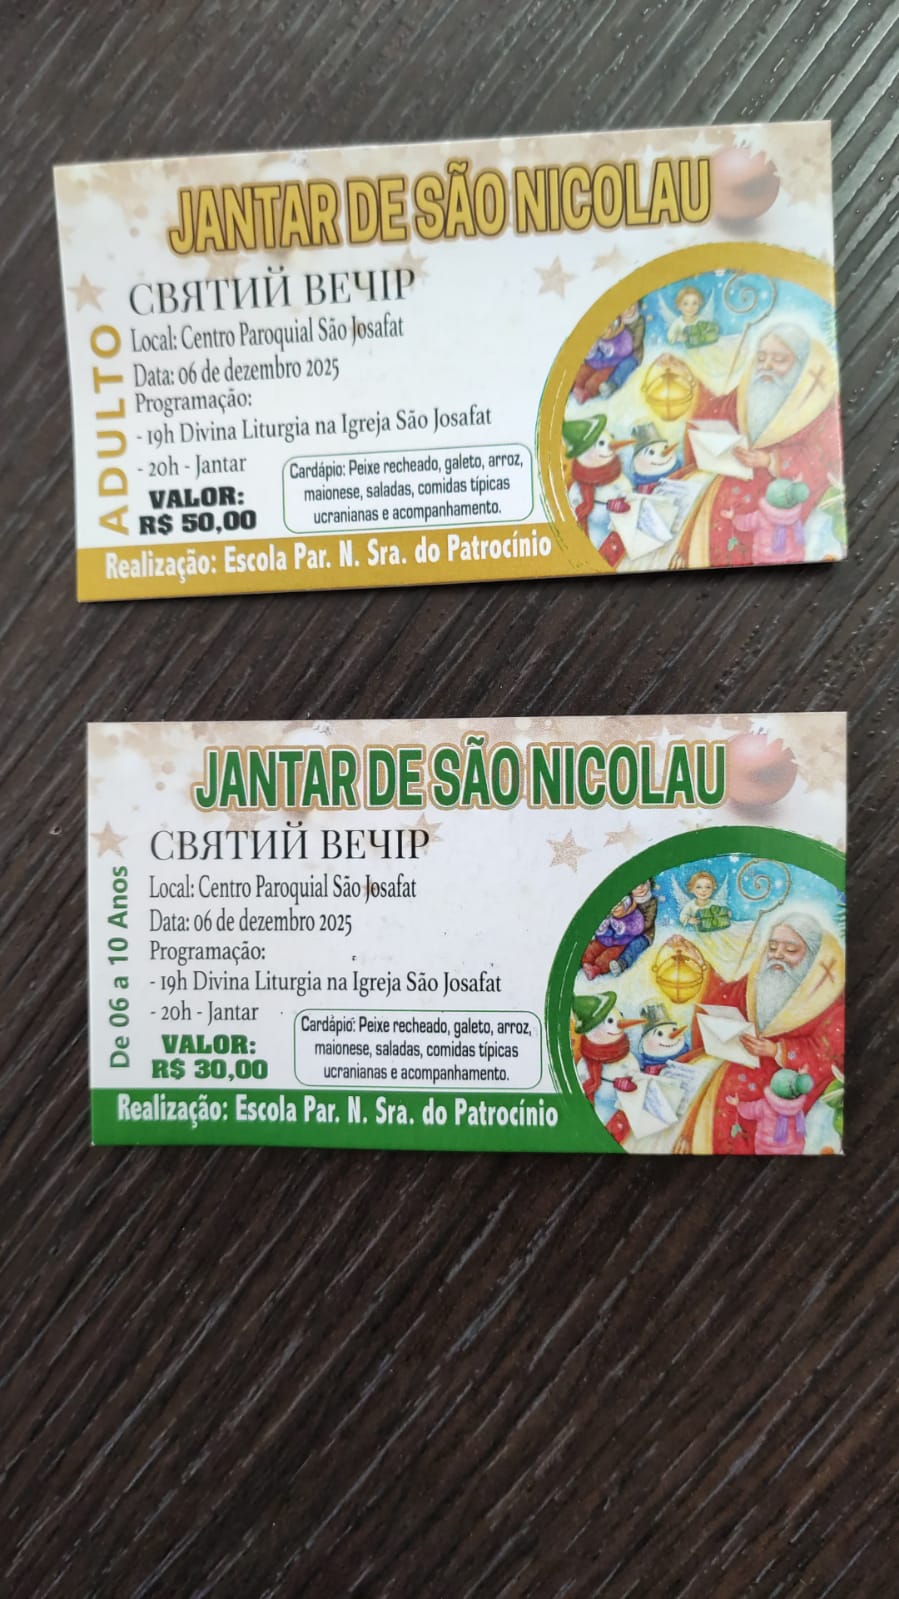 JANTAR DE SÃO NICOLAU
СВЯТИЙ ВЕЧІР
ADULTO
Local: Centro Paroquial São Josafat
Data: 06 de dezembro 2025
Programação:
- 19h Divina Liturgia na Igreja São Josafat
- 20h - Jantar
VALOR:
R$ 50,00
Cardápio: Peixe recheado, galeto, arroz,
maionese, saladas, comidas típicas
ucranianas e acompanhamento.
Realização: Escola Par. N. Sra. do Patrocínio
JANTAR DE SÃO NICOLAU
СВЯТИЙ ВЕЧІР
De 06 a 10 Anos
Local: Centro Paroquial São Josafat
Data: 06 de dezembro 2025
Programação:
- 19h Divina Liturgia na Igreja São Josafat
- 20h - Jantar
VALOR:
R$ 30,00
Cardápio: Peixe recheado, galeto, arroz,
maionese, saladas, comidas típicas
ucranianas e acompanhamento.
Realização: Escola Par. N. Sra. do Patrocínio